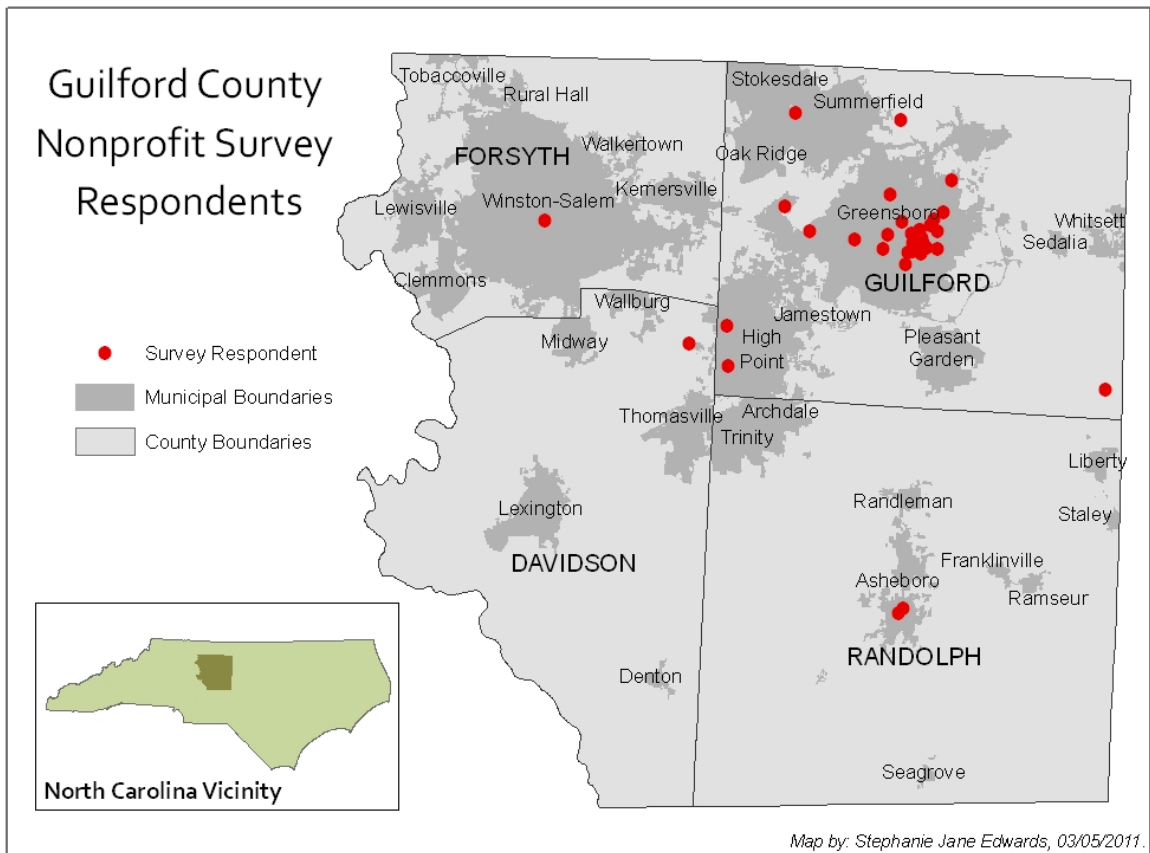 Guilford County
Nonprofit Survey
Respondents
Survey Respondent
Municipal Boundaries
County Boundaries
Tobaccoville
Rural Hall
Walkertown
FORSYTH
Kernersville
Winston-Salem
Lewisville
Clemmons
Stokesdale
Summerfield
Oak Ridge
Greensboro
Whitsett
Sedalia
GUILFORD
Jamestown
High
Point
Pleasant
Garden
Wallburg
Midway
Thomasville
Lexington
DAVIDSON
Denton
Archdale
Trinity
Liberty
Staley
Randleman
Franklinville
Ramseur
Asheboro
RANDOLPH
Seagrove
North Carolina Vicinity
Map by: Stephanie Jane Edwards, 03/05/2011.